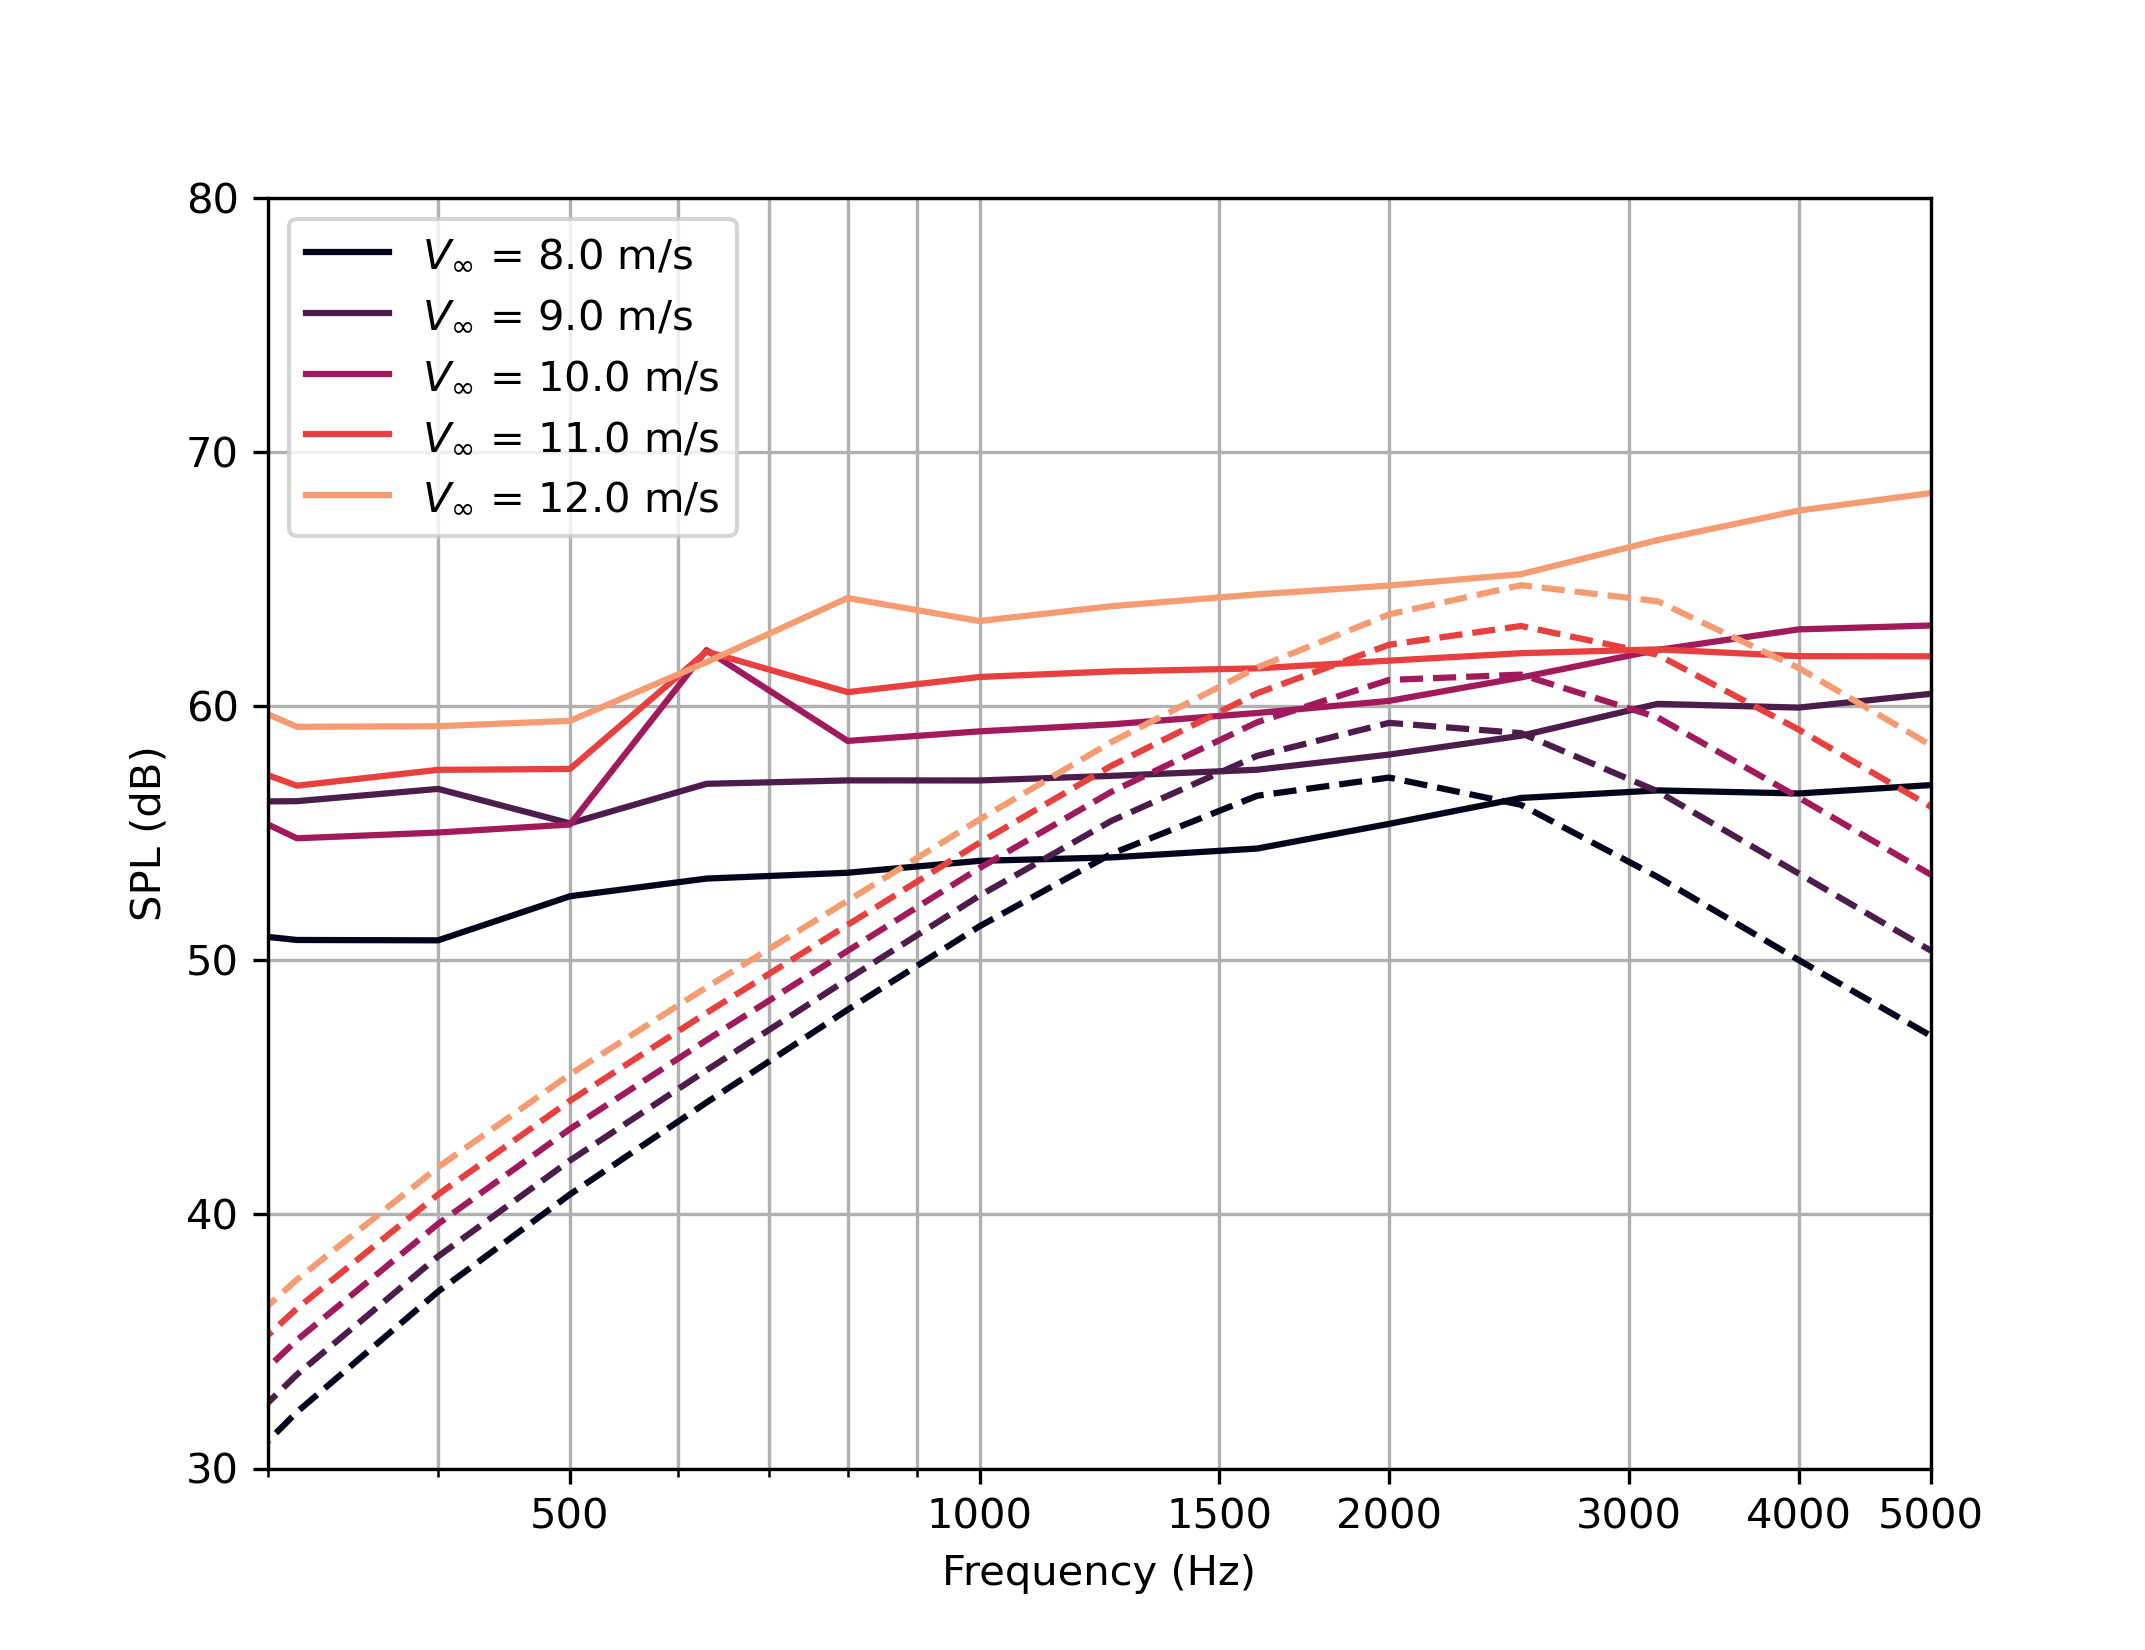 80
70
60
50
40
30
SPL (dB)
V∞ = 8.0 m/s
V∞ = 9.0 m/s
V∞ = 10.0 m/s
V∞ = 11.0 m/s
V∞ = 12.0 m/s
500 1000 1500 2000 3000 4000 5000
Frequency (Hz)